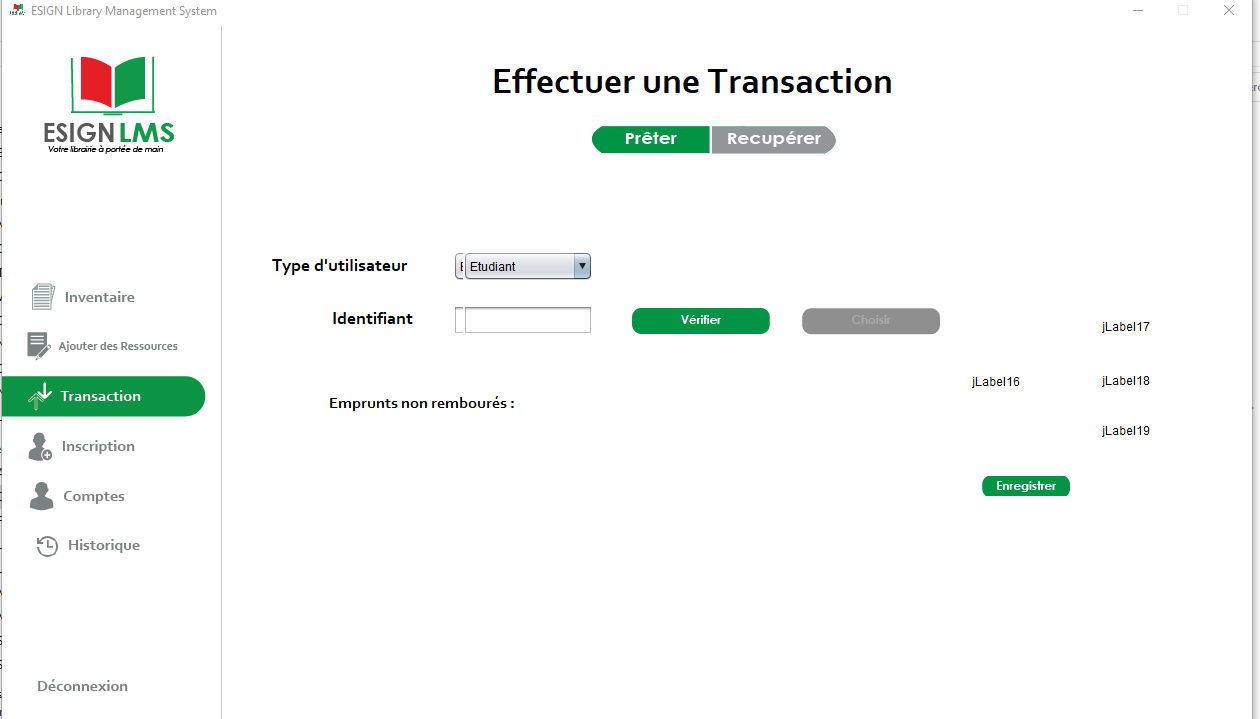 ESIGN Library Management System
ESIGN LMS
Votre librairie à portée de main
Inventaire
Ajouter des Ressources
Transaction
Inscription
Comptes
Historique
Déconnexion
Effectuer une Transaction
Prêter Recupérer
Type d'utilisateur Etudiant
Identifiant Vérifier Choisir
jLabel17
jLabel16 jLabel18
Emprunts non rembourés :
jLabel19
Enregistrer